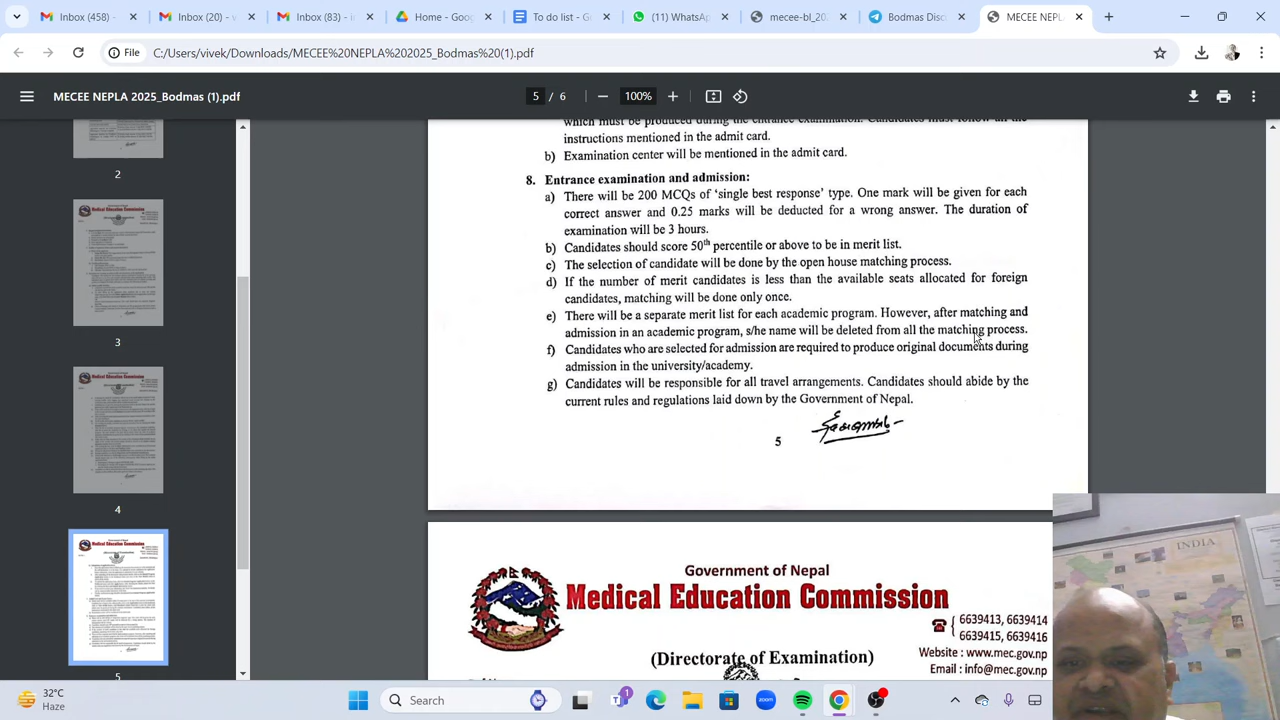 Inbox (458) -
Inbox (20) - v
Inbox (83) -
Home - Goog
To do list - G
(11) WhatsA
mecee-bl_20
Bodmas Disc
MECEE NEPL
File
C:/Users/vivek/Downloads/MECEE%20NEPLA%202025_Bodmas%20(1).pdf
MECEE NEPLA 2025_Bodmas (1).pdf
5 / 6
100%
which must be produced during the entrance
instructions mentioned in the admit card.
b) Examination center will be mentioned in the admit card.
8. Entrance examination and admission:
a) There will be 200 MCQs of 'single best response' type. One mark will be given for each
correct answer and 0.25 marks will be deducted for a wrong answer. The duration of
examination will be 3 hours.
b) Candidates should score 50th percentile or above to be in merit list.
c) The selection of candidate will be done by the open house matching process.
d) If the number of merit candidates is less than the available seats allocated for foreign
candidates, matching will be done only once.
e) There will be a separate merit list for each academic program. However, after matching and
admission in an academic program, s/he name will be deleted from all the matching process.
f) Candidates who are selected for admission are required to produce original documents during
admission in the university/academy.
g) Candidates will be responsible for all travel arrangements. Candidates should abide by the
current rules and regulations laid down by the Government of Nepal.
5
2
3
4
5
Government of Nepal
Medical Education Commission
6639413, 6639414
6639415, 6639416
(Directorate of Examination)
Website : www.mec.gov.np
Email : info@mec.gov.np
INDIA
32°C
Haze
Search
1
zoom